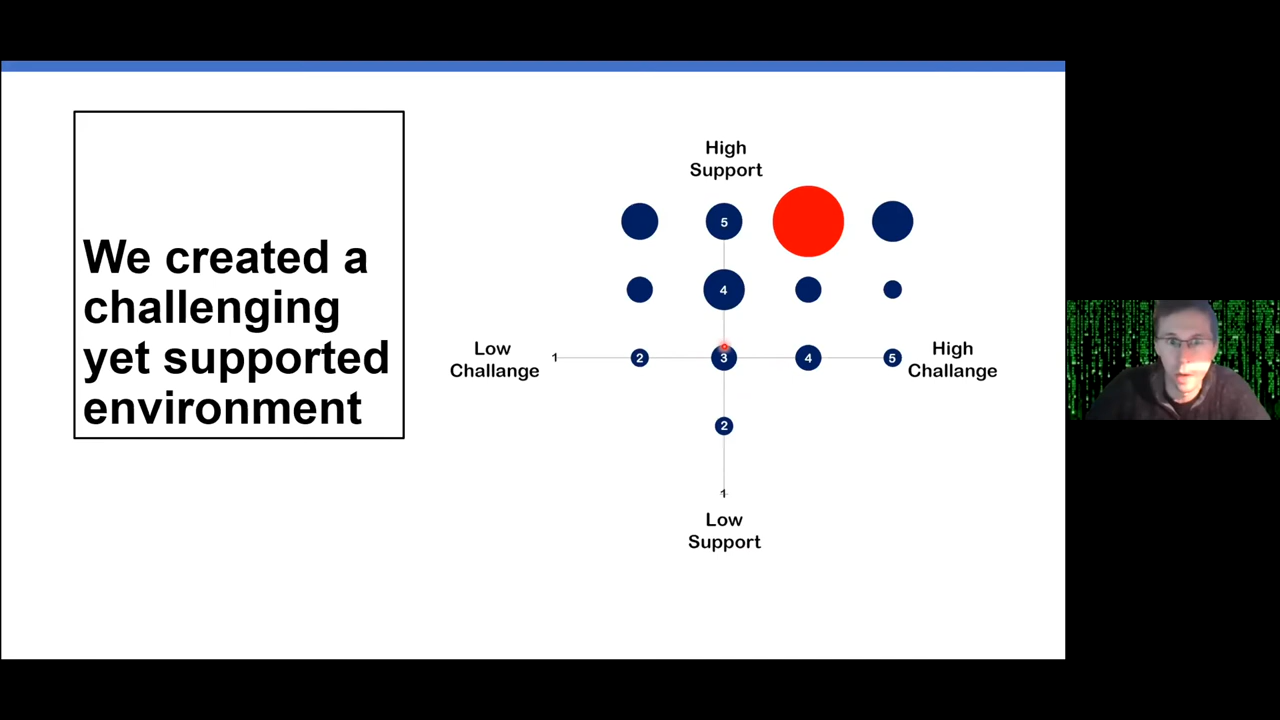 We created a
challenging
yet supported
environment
High
Support
5
4
Low
Challange
1
2
3
4
5
High
Challange
2
1
Low
Support